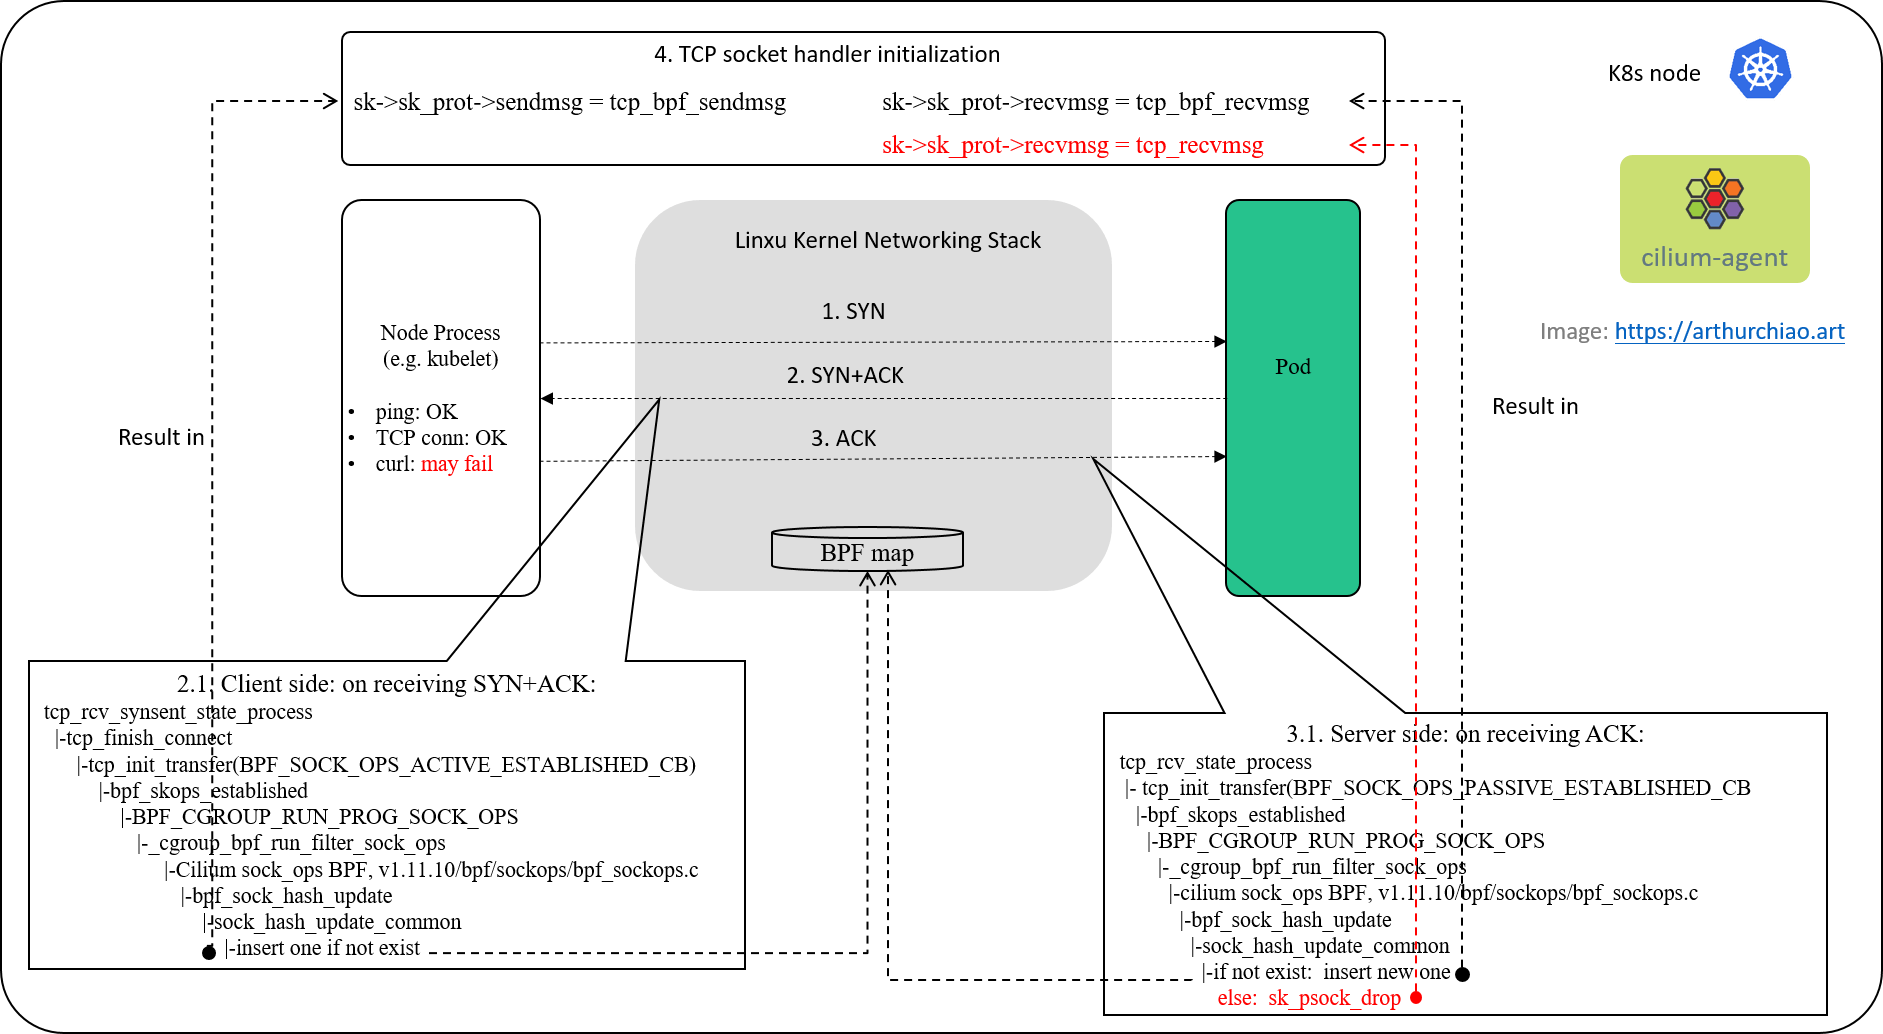 4. TCP socket handler initialization
sk->sk_prot->sendmsg = tcp_bpf_sendmsg
sk->sk_prot->recvmsg = tcp_bpf_recvmsg
sk->sk_prot->recvmsg = tcp_recvmsg
K8s node
cilium-agent
Image: https://arthurchiao.art
Linxu Kernel Networking Stack
1. SYN
2. SYN+ACK
3. ACK
BPF map
Node Process
(e.g. kubelet)
• ping: OK
• TCP conn: OK
• curl: may fail
Pod
Result in
Result in
2.1. Client side: on receiving SYN+ACK:
tcp_rcv_synsent_state_process
|-tcp_finish_connect
|-tcp_init_transfer(BPF_SOCK_OPS_ACTIVE_ESTABLISHED_CB)
|-bpf_skops_established
|-BPF_CGROUP_RUN_PROG_SOCK_OPS
|-_cgroup_bpf_run_filter_sock_ops
|-Cilium sock_ops BPF, v1.11.10/bpf/sockops/bpf_sockops.c
|-bpf_sock_hash_update
|-sock_hash_update_common
|-insert one if not exist
3.1. Server side: on receiving ACK:
tcp_rcv_state_process
|- tcp_init_transfer(BPF_SOCK_OPS_PASSIVE_ESTABLISHED_CB
|-bpf_skops_established
|-BPF_CGROUP_RUN_PROG_SOCK_OPS
|-_cgroup_bpf_run_filter_sock_ops
|-cilium sock_ops BPF, v1.11.10/bpf/sockops/bpf_sockops.c
|-bpf_sock_hash_update
|-sock_hash_update_common
|-if not exist: insert new one
else: sk_psock_drop